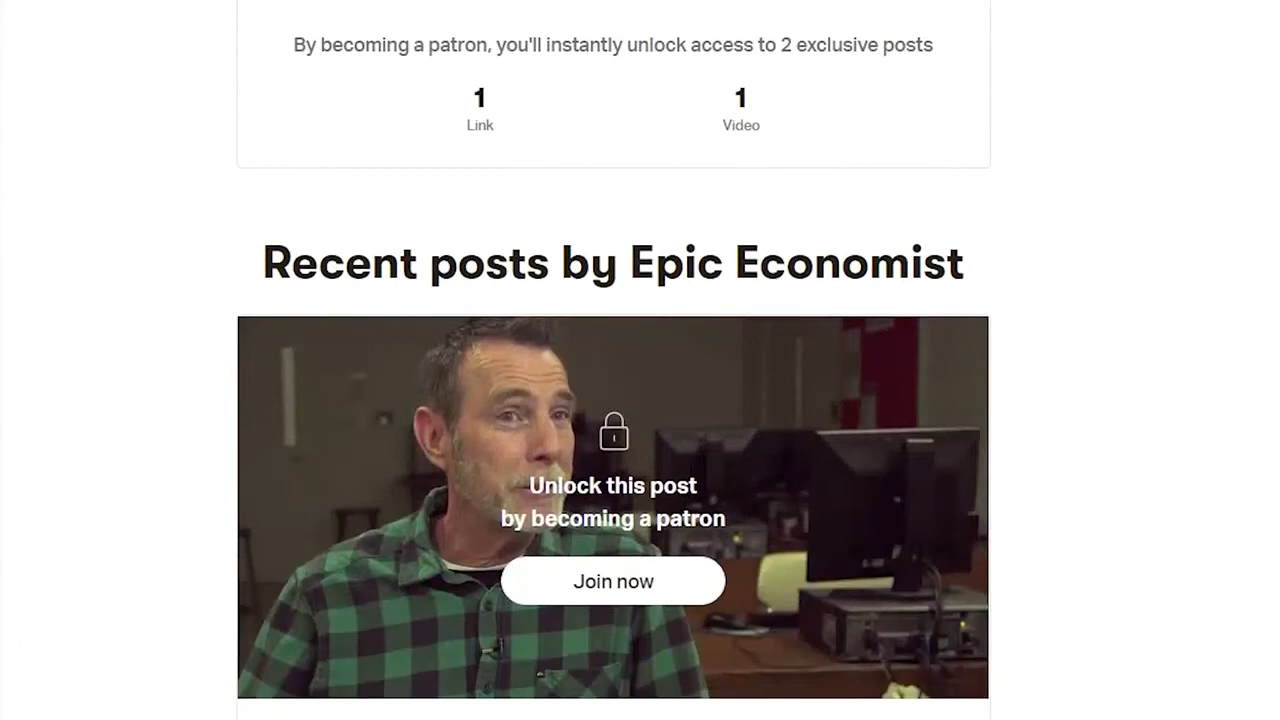 By becoming a patron, you'll instantly unlock access to 2 exclusive posts
1
Link
1
Video
Recent posts by Epic Economist
Unlock this post
by becoming a patron
Join now